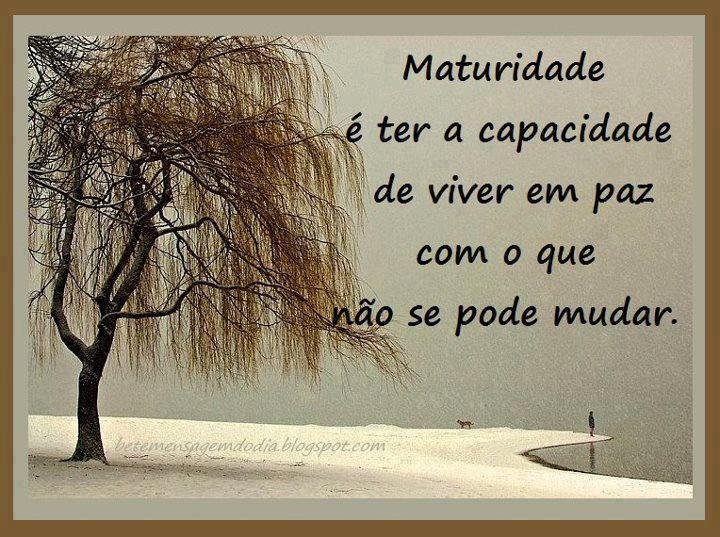 Maturidade
é ter a capacidade
de viver em paz
com o que
não se pode mudar.
betemensagemdodia.blogspot.com